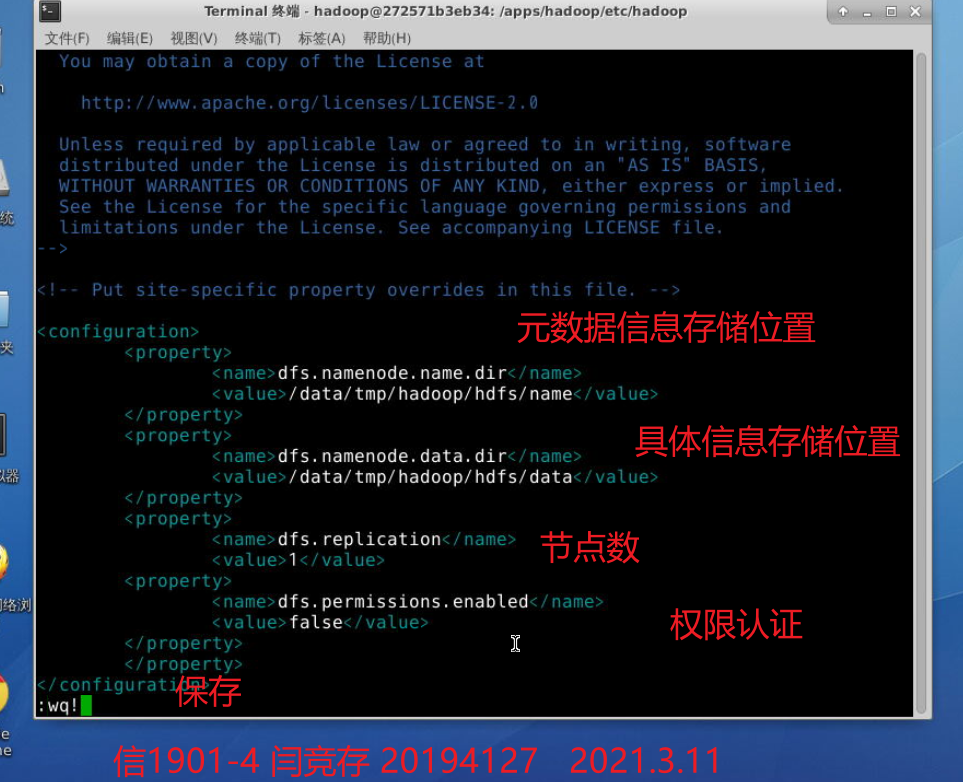 Terminal 终端 - hadoop@272571b3eb34: /apps/hadoop/etc/hadoop
文件(F) 编辑(E) 视图(V) 终端(T) 标签(A) 帮助(H)
You may obtain a copy of the License at
http://www.apache.org/licenses/LICENSE-2.0
Unless required by applicable law or agreed to in writing, software
distributed under the License is distributed on an "AS IS" BASIS,
WITHOUT WARRANTIES OR CONDITIONS OF ANY KIND, either express or implied.
See the License for the specific language governing permissions and
limitations under the License. See accompanying LICENSE file.
-->
<!-- Put site-specific property overrides in this file. -->
元数据信息存储位置
<configuration>
<property>
<name>dfs.namenode.name.dir</name>
<value>/data/tmp/hadoop/hdfs/name</value>
</property>
<property>
具体信息存储位置
<name>dfs.namenode.data.dir</name>
<value>/data/tmp/hadoop/hdfs/data</value>
</property>
<property>
<name>dfs.replication</name>
节点数
<value>1</value>
<property>
<name>dfs.permissions.enabled</name>
<value>false</value>
权限认证
</property>
</property>
</configuration>
保存
:wq!
信1901-4 闫竞存 20194127 2021.3.11
统
夹
拟器
网络浏